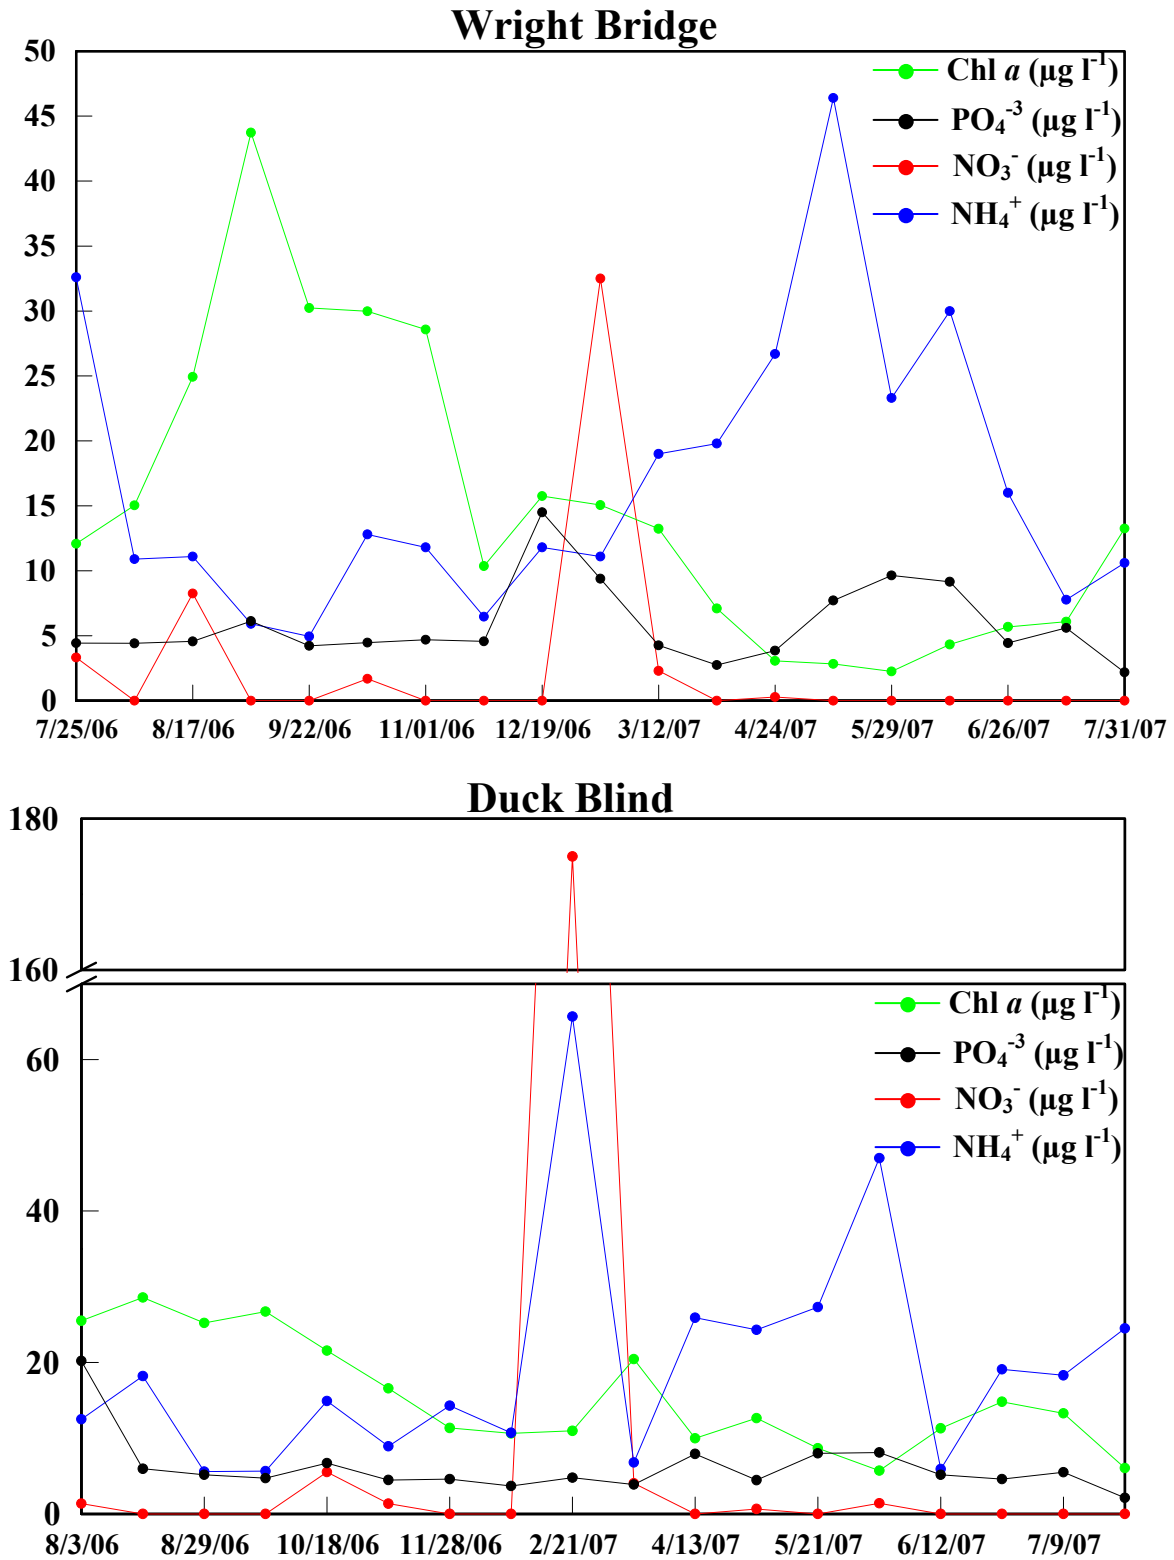 Wright Bridge
50
45
40
35
30
25
20
15
10
5
0
Chl a (µg l⁻¹)
PO₄⁻³ (µg l⁻¹)
NO₃⁻ (µg l⁻¹)
NH₄⁺ (µg l⁻¹)
7/25/06 8/17/06 9/22/06 11/01/06 12/19/06 3/12/07 4/24/07 5/29/07 6/26/07 7/31/07
Duck Blind
180
160
60
40
20
0
Chl a (µg l⁻¹)
PO₄⁻³ (µg l⁻¹)
NO₃⁻ (µg l⁻¹)
NH₄⁺ (µg l⁻¹)
8/3/06 8/29/06 10/18/06 11/28/06 2/21/07 4/13/07 5/21/07 6/12/07 7/9/07